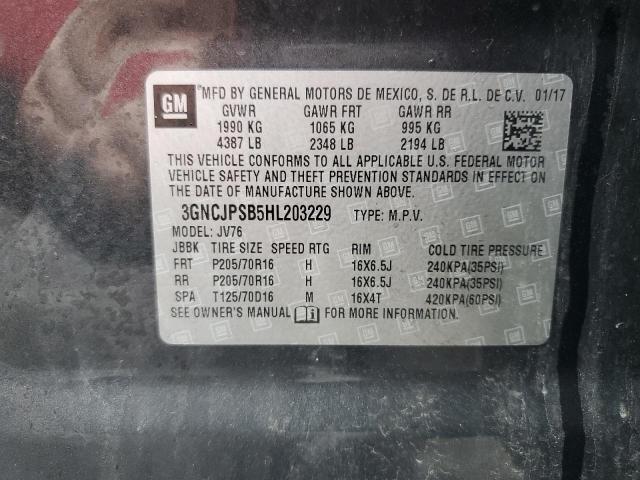 GM
MFD BY GENERAL MOTORS DE MEXICO, S. DE R.L. DE C.V. 01/17
GVWR GAWR FRT GAWR RR
1990 KG 1065 KG 995 KG
4387 LB 2348 LB 2194 LB
THIS VEHICLE CONFORMS TO ALL APPLICABLE U.S. FEDERAL MOTOR
VEHICLE SAFETY AND THEFT PREVENTION STANDARDS IN EFFECT ON
THE DATE OF MANUFACTURE SHOWN ABOVE.
3GNCJPSB5HL203229 TYPE: M.P.V.
MODEL: JV76
JBBK TIRE SIZE SPEED RTG RIM COLD TIRE PRESSURE
FRT P205/70R16 H 16X6.5J 240KPA(35PSI)
RR P205/70R16 H 16X6.5J 240KPA(35PSI)
SPA T125/70D16 M 16X4T 420KPA(60PSI)
SEE OWNER'S MANUAL i FOR MORE INFORMATION.